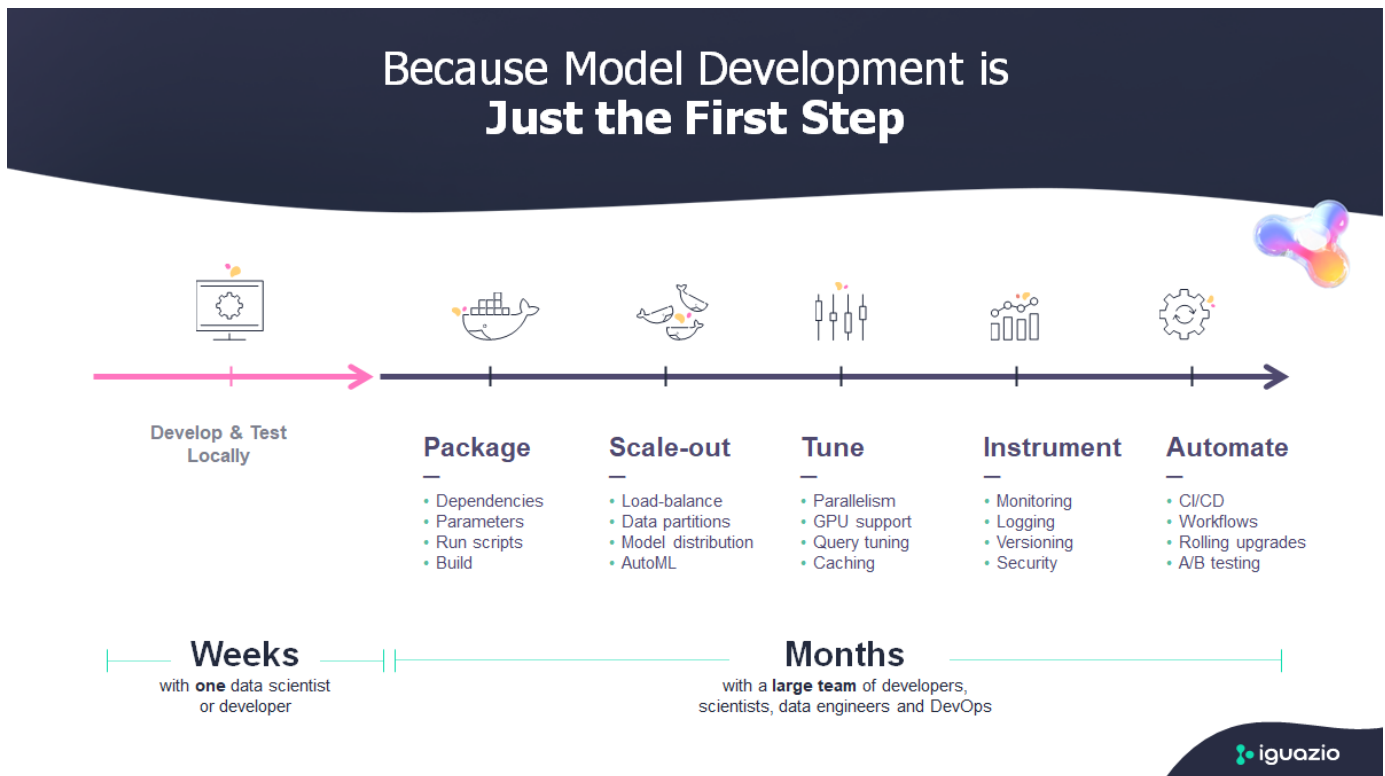 Because Model Development is
Just the First Step
Develop & Test
Locally
Package
• Dependencies
• Parameters
• Run scripts
• Build
Scale-out
• Load-balance
• Data partitions
• Model distribution
• AutoML
Tune
• Parallelism
• GPU support
• Query tuning
• Caching
Instrument
• Monitoring
• Logging
• Versioning
• Security
Automate
• CI/CD
• Workflows
• Rolling upgrades
• A/B testing
Weeks
with one data scientist
or developer
Months
with a large team of developers,
scientists, data engineers and DevOps
iguazio